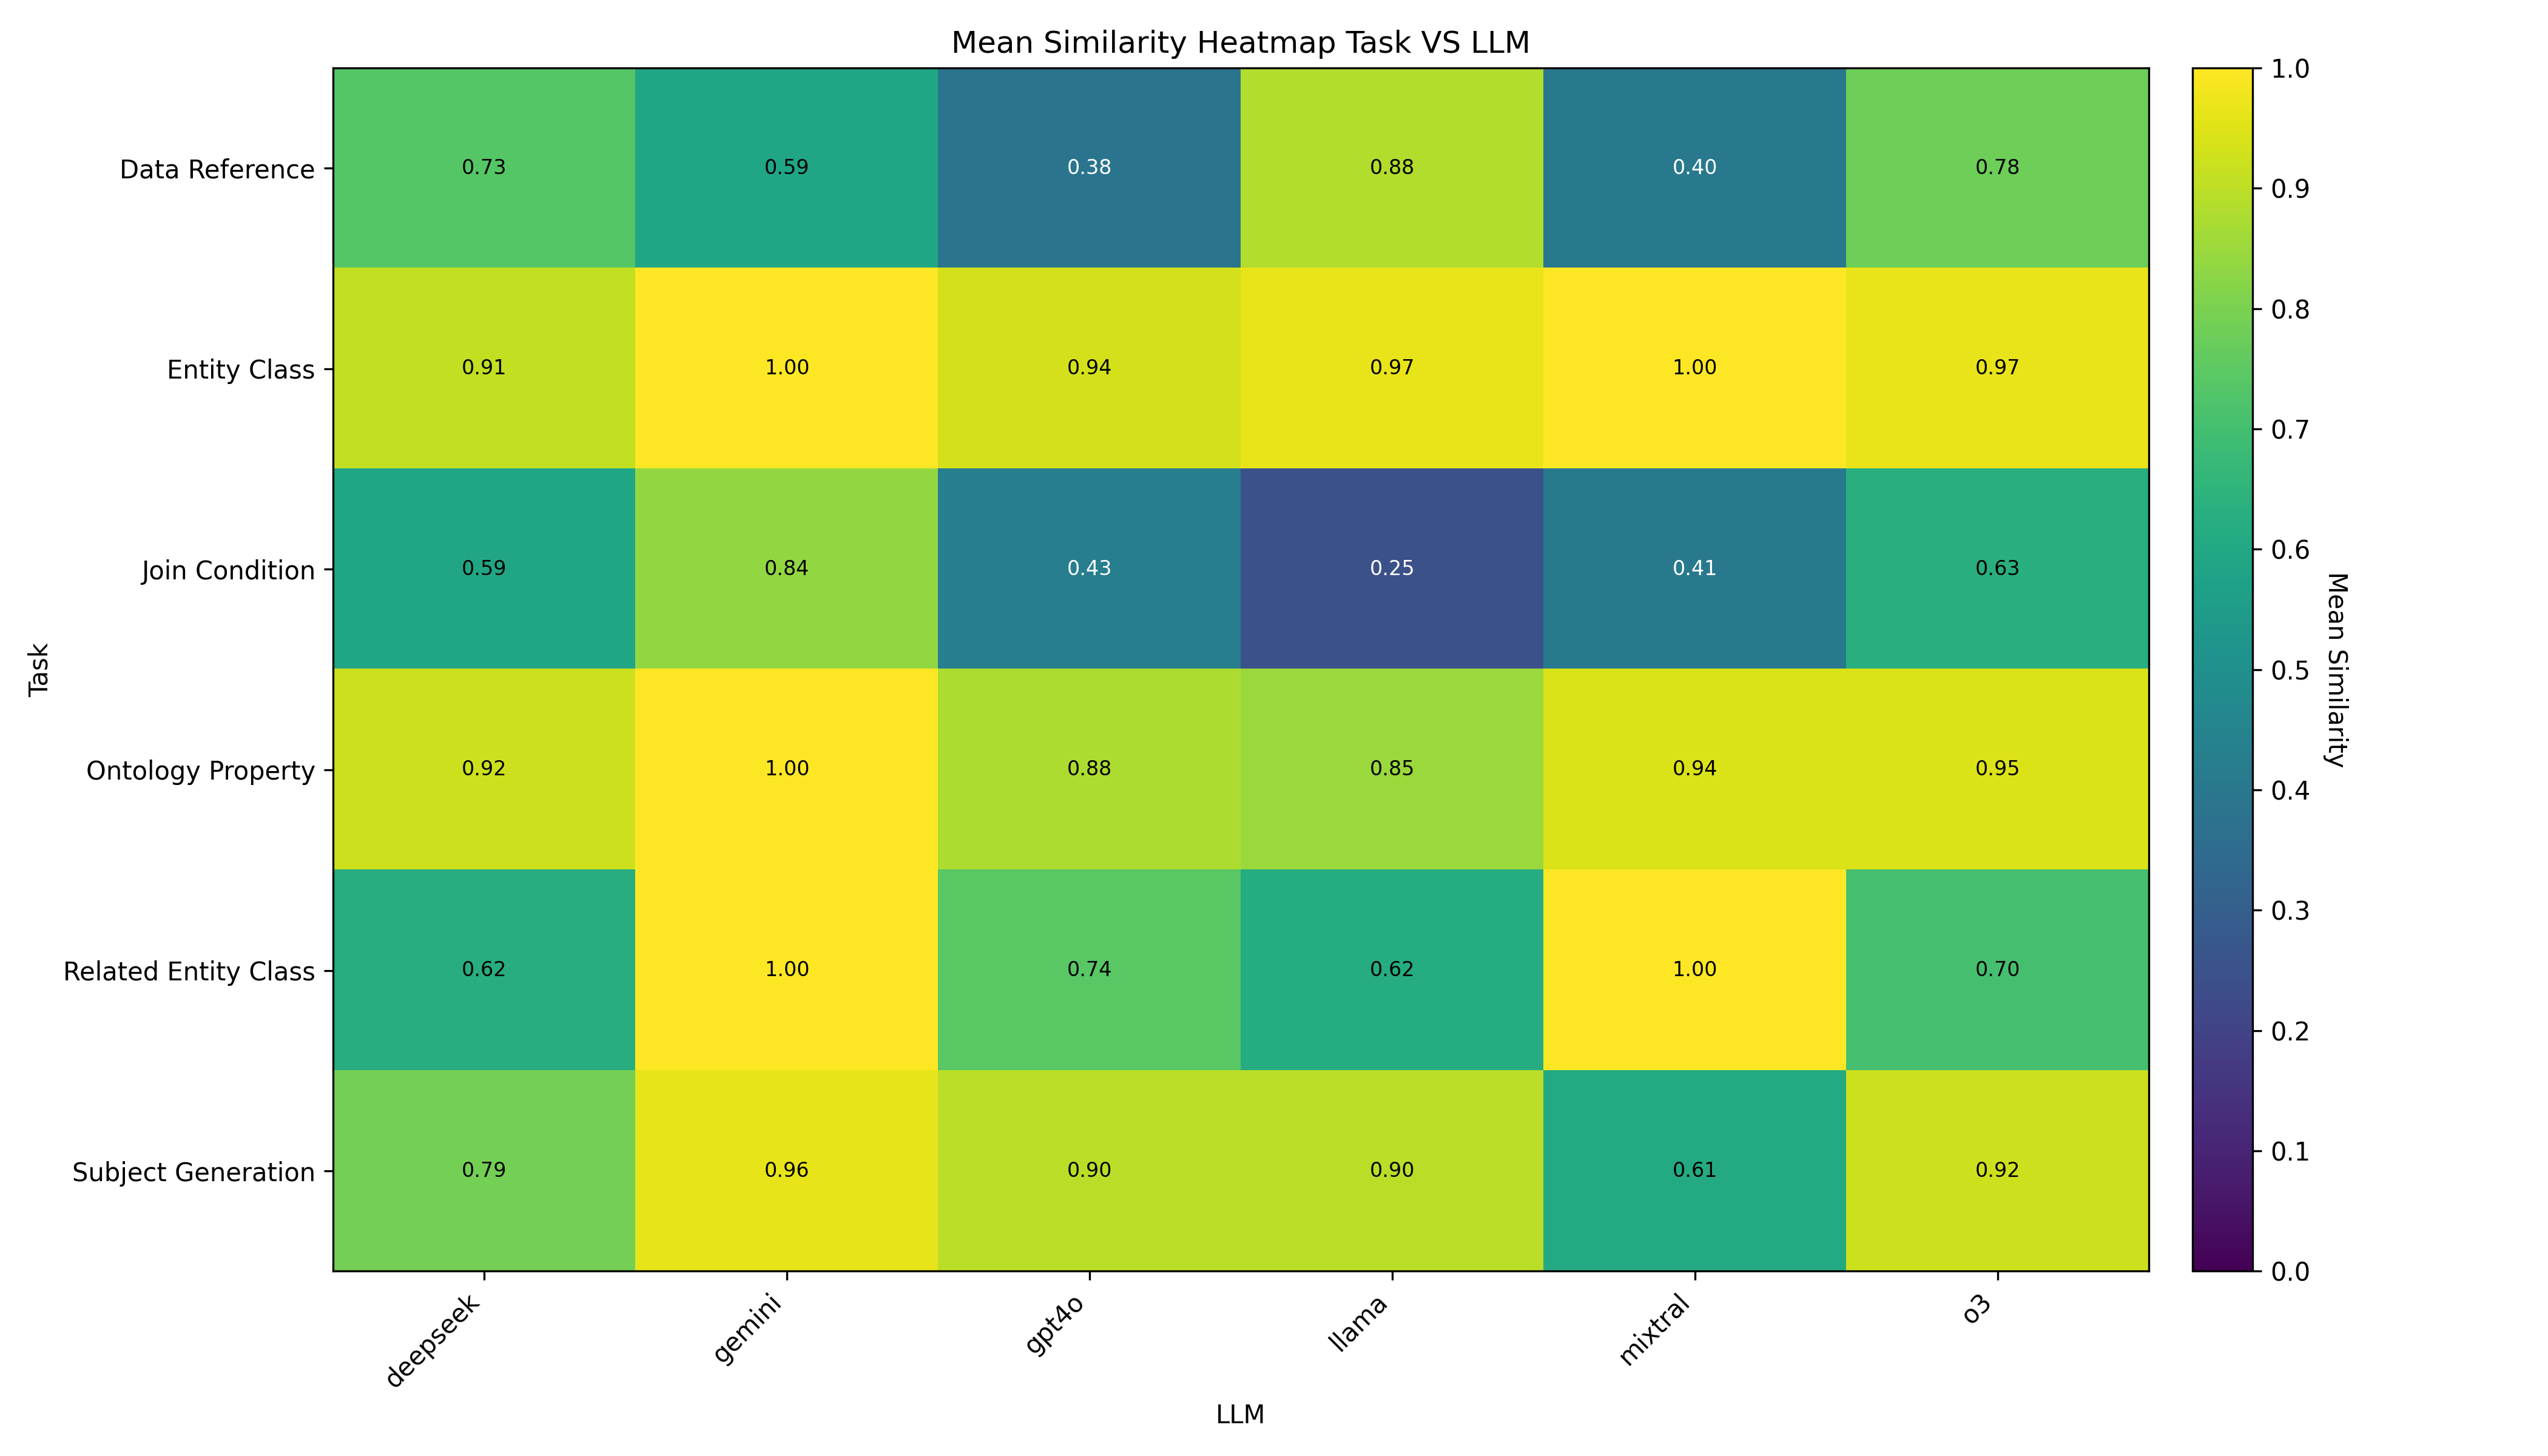 Mean Similarity Heatmap Task VS LLM
Data Reference 0.73 0.59 0.38 0.88 0.40 0.78
Entity Class 0.91 1.00 0.94 0.97 1.00 0.97
Join Condition 0.59 0.84 0.43 0.25 0.41 0.63
Ontology Property 0.92 1.00 0.88 0.85 0.94 0.95
Related Entity Class 0.62 1.00 0.74 0.62 1.00 0.70
Subject Generation 0.79 0.96 0.90 0.90 0.61 0.92
Task
deepseek gemini gpt4o llama mixtral o3
LLM
1.0
0.9
0.8
0.7
0.6
0.5
0.4
0.3
0.2
0.1
0.0
Mean Similarity